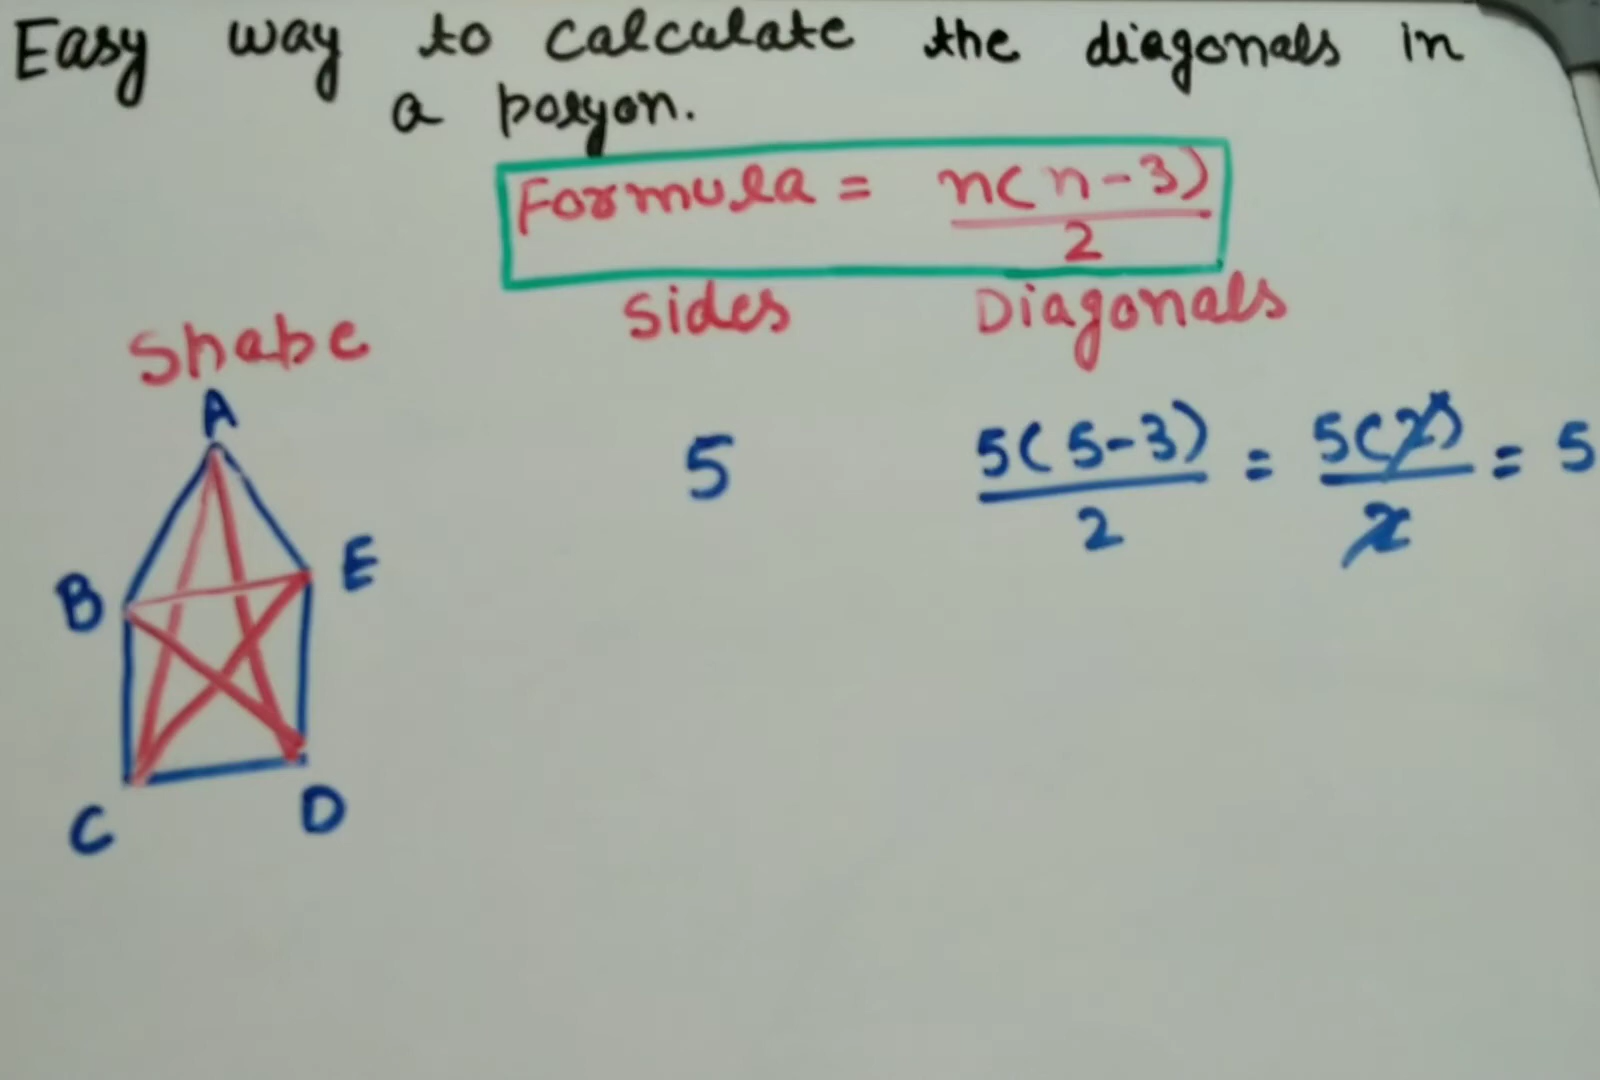 Easy way to calculate the diagonals in
a polygon.
Formula = n(n-3)/2
Shape Sides Diagonals
A
B
E
C
D
5 5(5-3)/2 = 5(2)/2 = 5